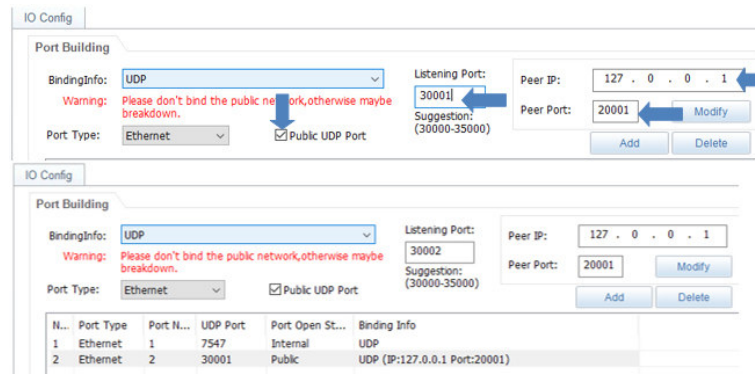 IO Config
Port Building
BindingInfo: UDP Listening Port: Peer IP: 127 . 0 . 0 . 1
Warning: Please don't bind the public network,otherwise maybe 30001 Peer Port: 20001 Modify
breakdown. Suggestion:
Port Type: Ethernet Public UDP Port (30000-35000) Add Delete
IO Config
Port Building
BindingInfo: UDP Listening Port: Peer IP: 127 . 0 . 0 . 1
Warning: Please don't bind the public network,otherwise maybe 30002 Peer Port: 20001 Modify
breakdown. Suggestion:
Port Type: Ethernet Public UDP Port (30000-35000) Add Delete
N... Port Type Port N... UDP Port Port Open St... Binding Info
1 Ethernet 1 7547 Internal UDP
2 Ethernet 2 30001 Public UDP (IP:127.0.0.1 Port:20001)